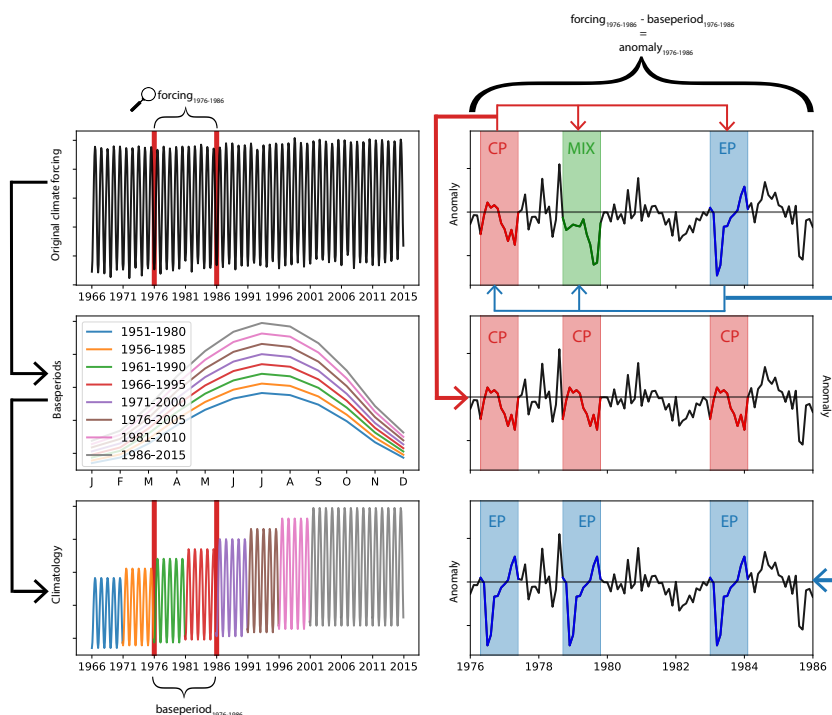 forcing1976-1986 - baseperiod1976-1986
=
anomaly1976-1986
forcing1976-1986
Original climate forcing
1966 1971 1976 1981 1986 1991 1996 2001 2006 2011 2015
Baseperiods
1951-1980
1956-1985
1961-1990
1966-1995
1971-2000
1976-2005
1981-2010
1986-2015
J F M A M J J A S O N D
Climatology
1966 1971 1976 1981 1986 1991 1996 2001 2006 2011 2015
baseperiod1976-1986
Anomaly
CP MIX EP
Anomaly
CP CP CP
Anomaly
EP EP EP
1976 1978 1980 1982 1984 1986